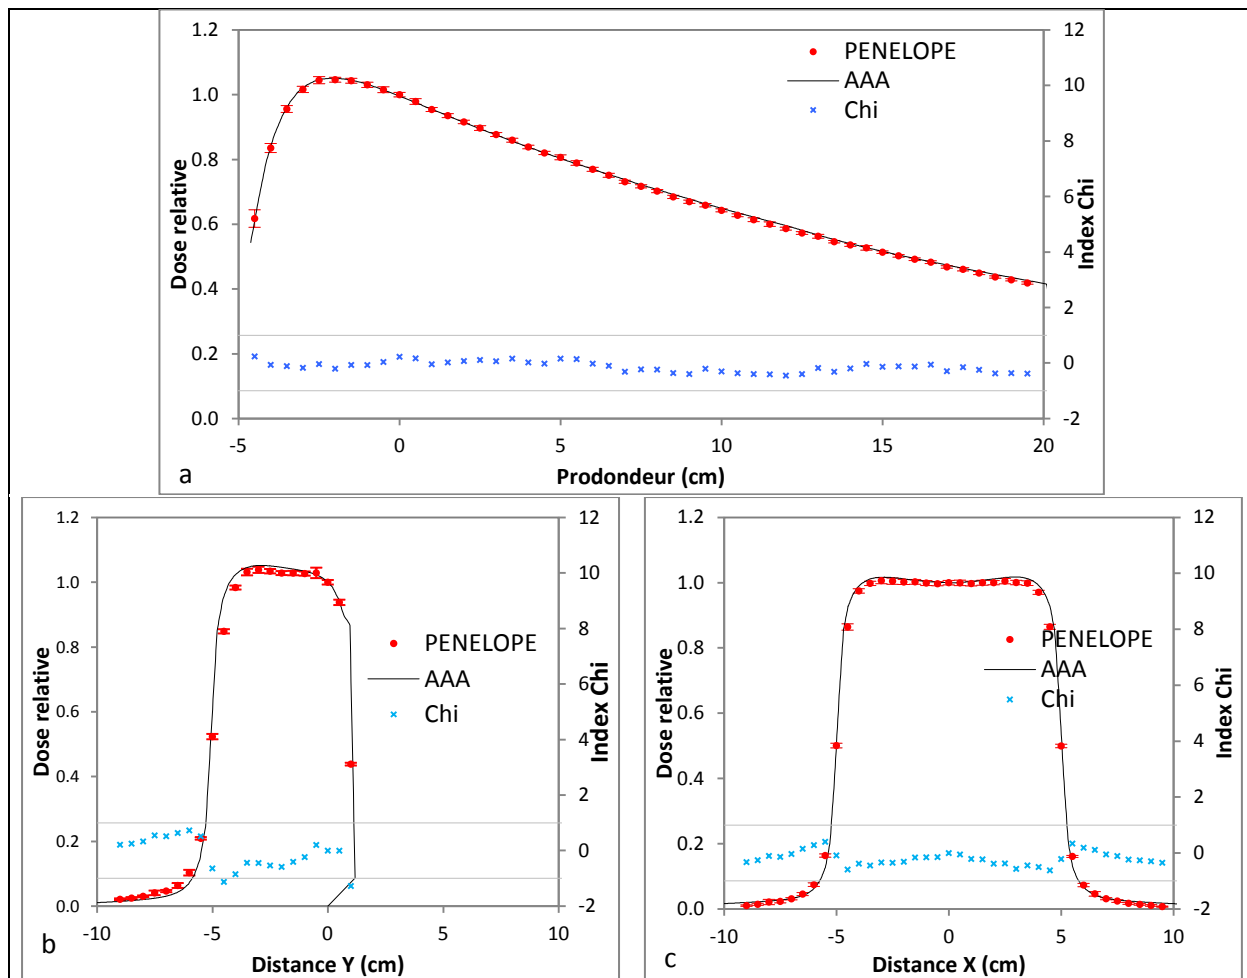 1.2
1.0
0.8
0.6
0.4
0.2
0.0
Dose relative
12
10
8
6
4
2
0
-2
Index Chi
PENELOPE
AAA
Chi
-5
0
5
10
15
20
Prodondeur (cm)
a
1.2
1.0
0.8
0.6
0.4
0.2
0.0
Dose relative
12
10
8
6
4
2
0
-2
Index Chi
PENELOPE
AAA
Chi
-10
-5
0
5
10
Distance Y (cm)
b
1.2
1.0
0.8
0.6
0.4
0.2
0.0
Dose relative
12
10
8
6
4
2
0
-2
Index Chi
PENELOPE
AAA
Chi
-10
-5
0
5
10
Distance X (cm)
c